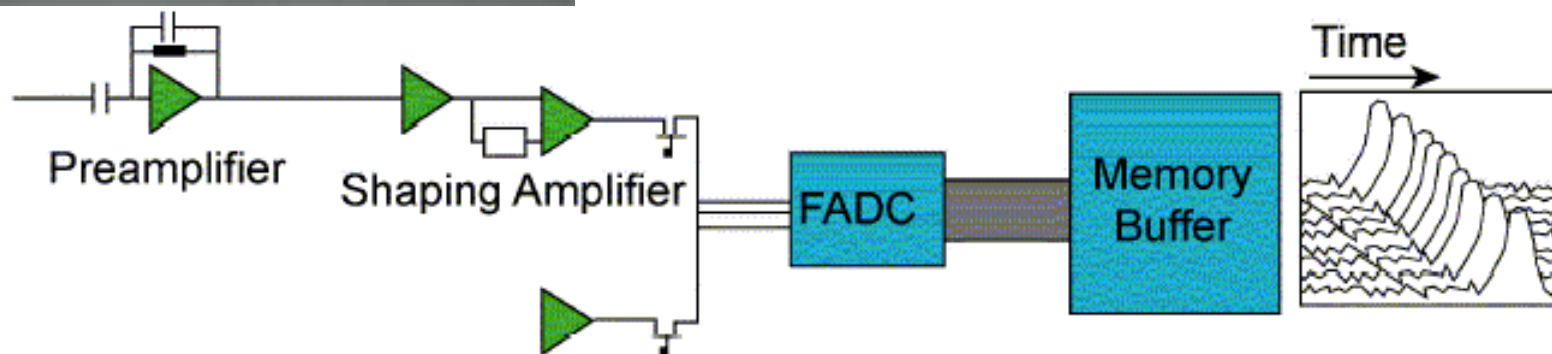 Time
Preamplifier
Shaping Amplifier
FADC
Memory
Buffer